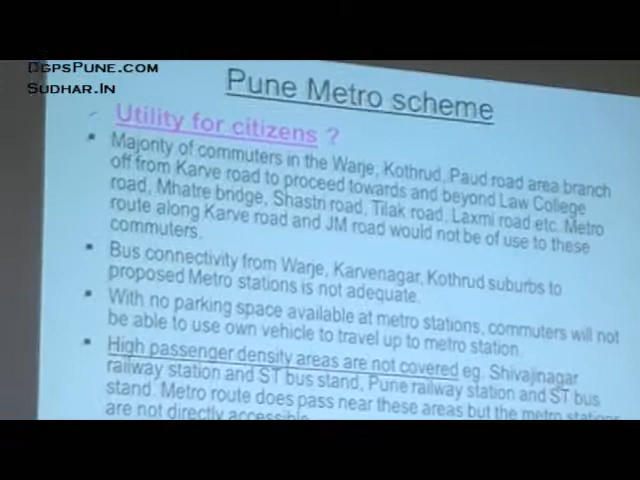 DgpsPune.com
Sudhar.In
Pune Metro scheme
Utility for citizens ?
Majority of commuters in the Warje, Kothrud, Paud road area branch
off from Karve road to proceed towards and beyond Law College
road, Mhatre bridge, Shastri road, Tilak road, Laxmi road etc. Metro
route along Karve road and JM road would not be of use to these
commuters.
Bus connectivity from Warje, Karvenagar, Kothrud suburbs to
proposed Metro stations is not adequate.
With no parking space available at metro stations, commuters will not
be able to use own vehicle to travel up to metro station.
High passenger density areas are not covered eg. Shivajinagar
railway station and ST bus stand, Pune railway station and ST bus
stand. Metro route does pass near these areas but the metro stations
are not directly accessible